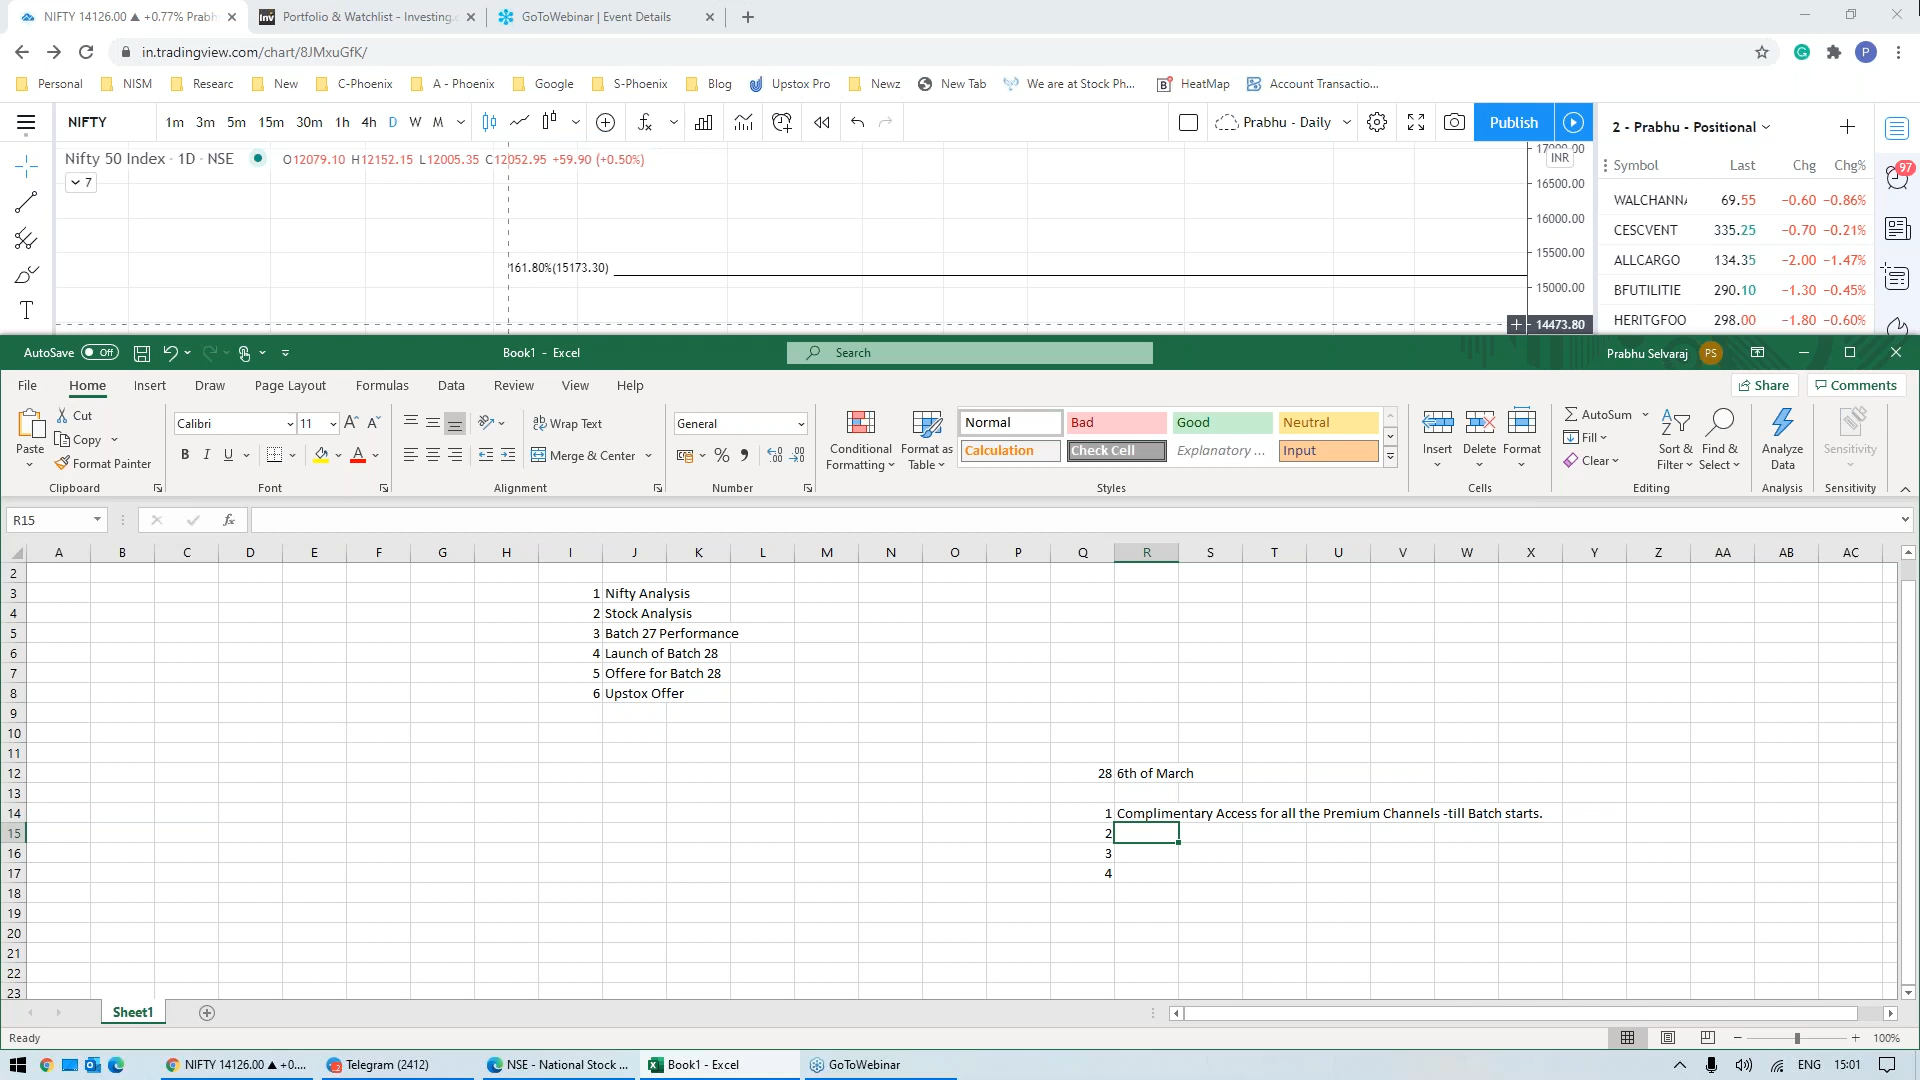 NIFTY 14126.00 ▲ +0.77% Prabh
Portfolio & Watchlist - Investing.c
GoToWebinar | Event Details
in.tradingview.com/chart/8JMxuGfK/
Personal NISM Researc New C-Phoenix A - Phoenix Google S-Phoenix Blog Upstox Pro Newz New Tab We are at Stock Ph... HeatMap Account Transactio...
NIFTY 1m 3m 5m 15m 30m 1h 4h D W M Prabhu - Daily Publish
2 - Prabhu - Positional
97
Nifty 50 Index · 1D · NSE O12079.10 H12152.15 L12005.35 C12052.95 +59.90 (+0.50%)
7
17000.00
INR
16500.00
16000.00
15500.00
161.80%(15173.30)
15000.00
14473.80
Symbol Last Chg Chg%
WALCHANNA 69.55 −0.60 −0.86%
CESCVENT 335.25 −0.70 −0.21%
ALLCARGO 134.35 −2.00 −1.47%
BFUTILITIE 290.10 −1.30 −0.45%
HERITGFOO 298.00 −1.80 −0.60%
AutoSave Off Book1 - Excel Search Prabhu Selvaraj PS
File Home Insert Draw Page Layout Formulas Data Review View Help Share Comments
Paste Cut Copy Format Painter
Clipboard
Calibri 11
B I U
Font
Wrap Text
Merge & Center
Alignment
General
Number
Conditional Formatting
Format as Table
Normal Bad Good Neutral
Calculation Check Cell Explanatory ... Input
Styles
Insert Delete Format
Cells
AutoSum
Fill
Clear
Sort & Filter
Find & Select
Editing
Analyze Data
Analysis
Sensitivity
Sensitivity
R15 fx
A B C D E F G H I J K L M N O P Q R S T U V W X Y Z AA AB AC
2
3 1 Nifty Analysis
4 2 Stock Analysis
5 3 Batch 27 Performance
6 4 Launch of Batch 28
7 5 Offere for Batch 28
8 6 Upstox Offer
9
10
11
12 28 6th of March
13
14 1 Complimentary Access for all the Premium Channels -till Batch starts.
15 2
16 3
17 4
18
19
20
21
22
23
Sheet1
Ready 100%
NIFTY 14126.00 ▲ +0.... Telegram (2412) NSE - National Stock ... Book1 - Excel GoToWebinar ENG 15:01